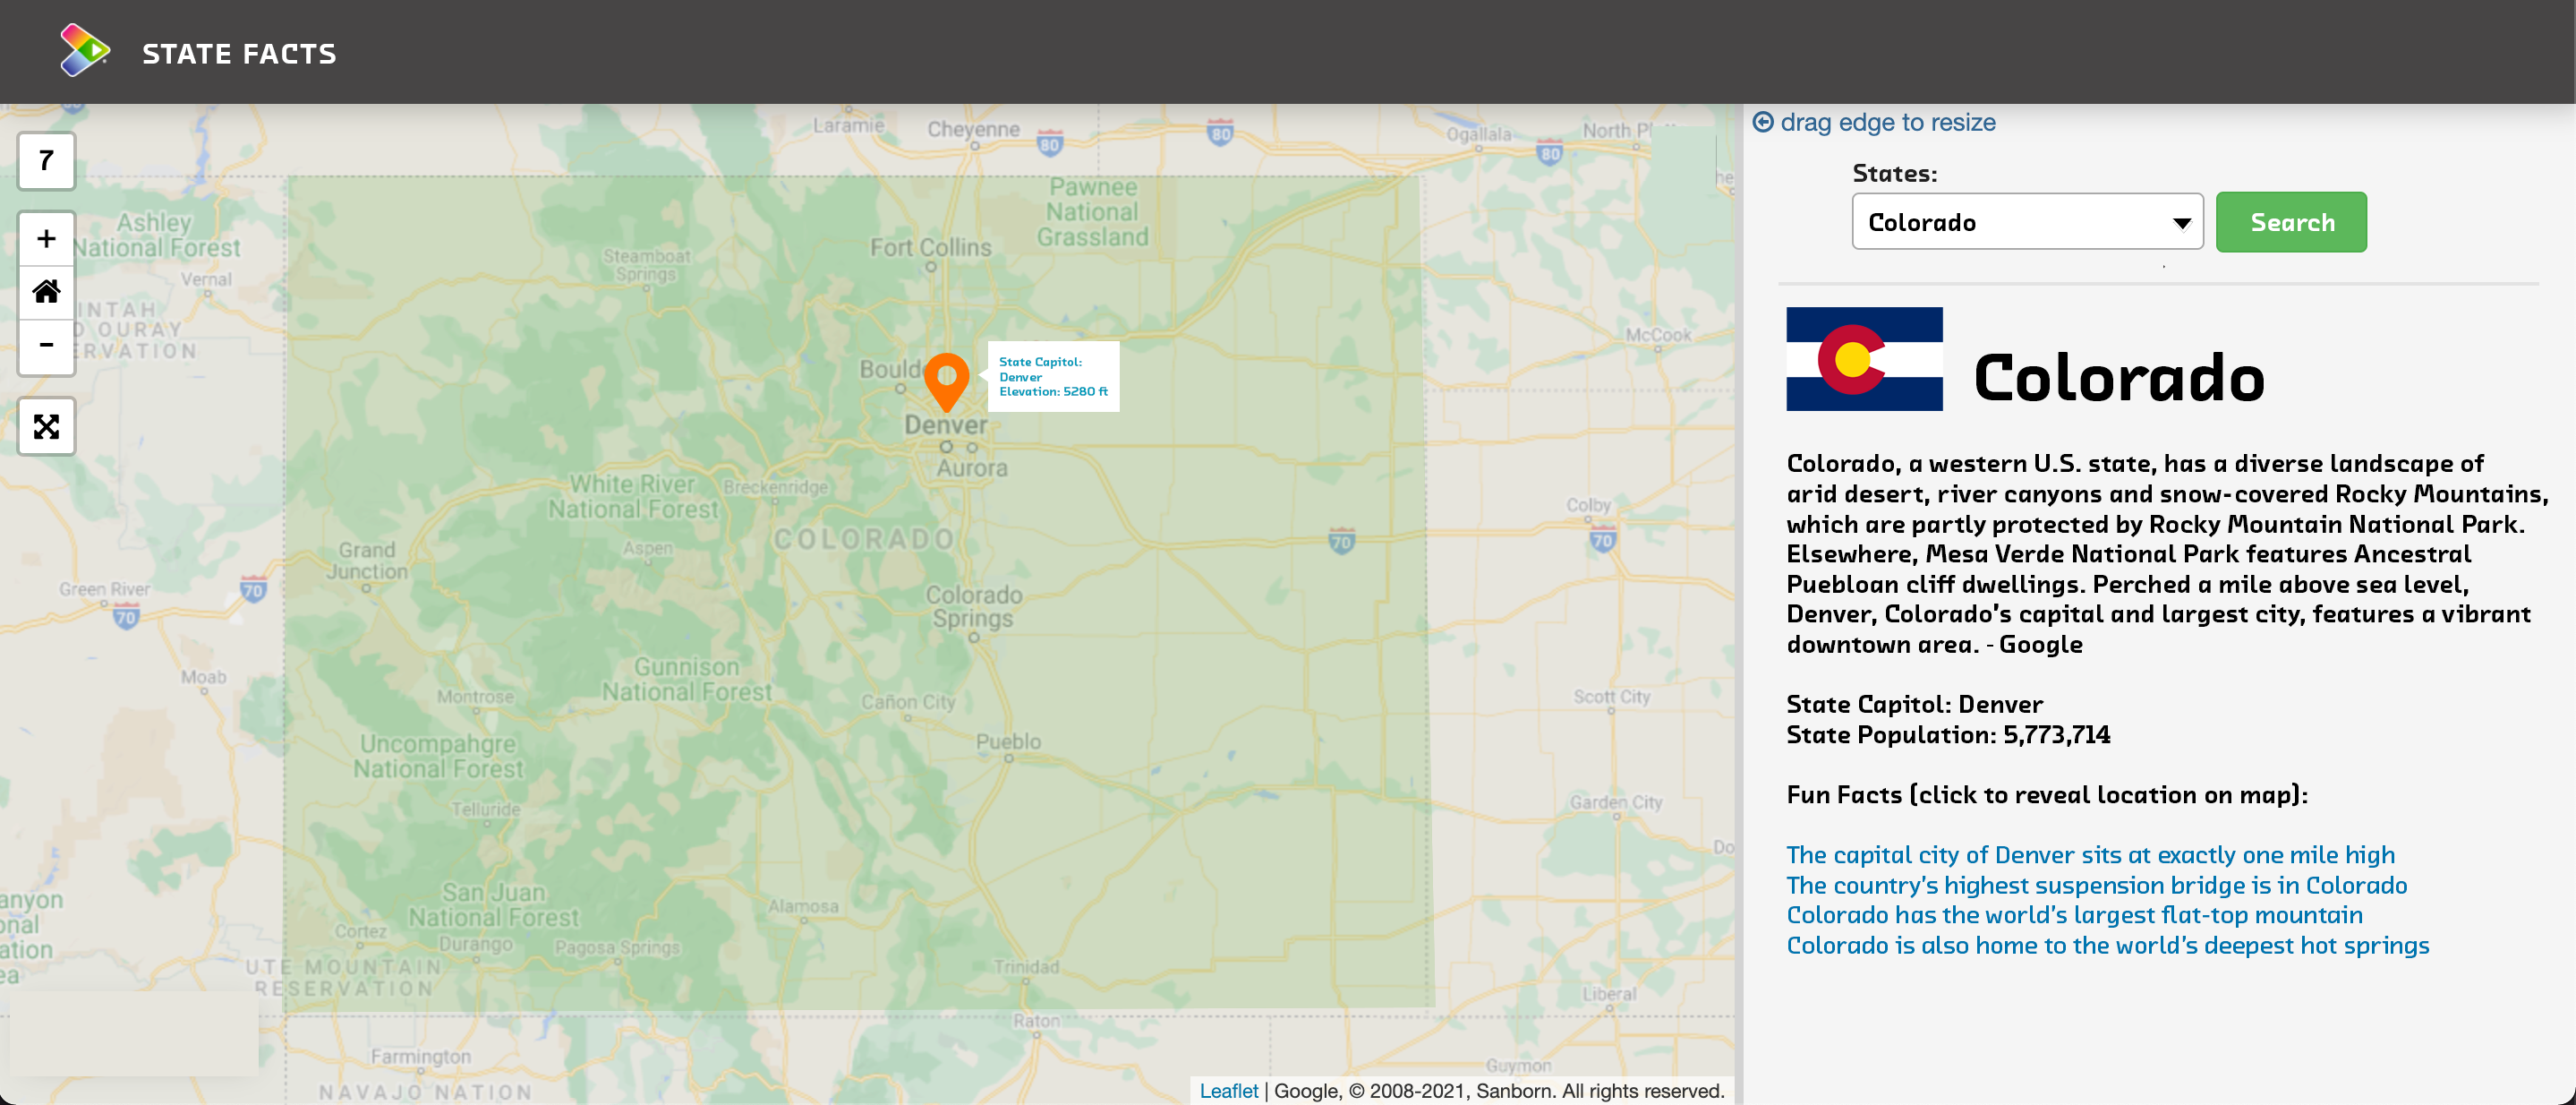 STATE FACTS
7
+
-
Laramie
Cheyenne
80
80
Ogallala
80
Ashley
National Forest
Vernal
Steamboat
Springs
Fort Collins
Pawnee
National
Grassland
McCook
State Capitol:
Denver
Elevation: 5280 ft
Denver
Aurora
White River
National Forest
Breckenridge
COLORADO
70
Colby
70
Grand
Junction
Aspen
Green River
70
70
Colorado
Springs
Moab
Gunnison
National Forest
Montrose
Cañon City
Scott City
Pueblo
Uncompahgre
National Forest
Telluride
Garden City
San Juan
National Forest
Alamosa
Cortez
Durango
Pagosa Springs
UTE MOUNTAIN
RESERVATION
Trinidad
Liberal
Raton
Farmington
Guymon
NAVAJO NATION
Leaflet | Google, © 2008-2021, Sanborn. All rights reserved.
drag edge to resize
States:
Colorado
Search
Colorado
Colorado, a western U.S. state, has a diverse landscape of
arid desert, river canyons and snow-covered Rocky Mountains,
which are partly protected by Rocky Mountain National Park.
Elsewhere, Mesa Verde National Park features Ancestral
Puebloan cliff dwellings. Perched a mile above sea level,
Denver, Colorado's capital and largest city, features a vibrant
downtown area. - Google
State Capitol: Denver
State Population: 5,773,714
Fun Facts (click to reveal location on map):
The capital city of Denver sits at exactly one mile high
The country's highest suspension bridge is in Colorado
Colorado has the world's largest flat-top mountain
Colorado is also home to the world's deepest hot springs